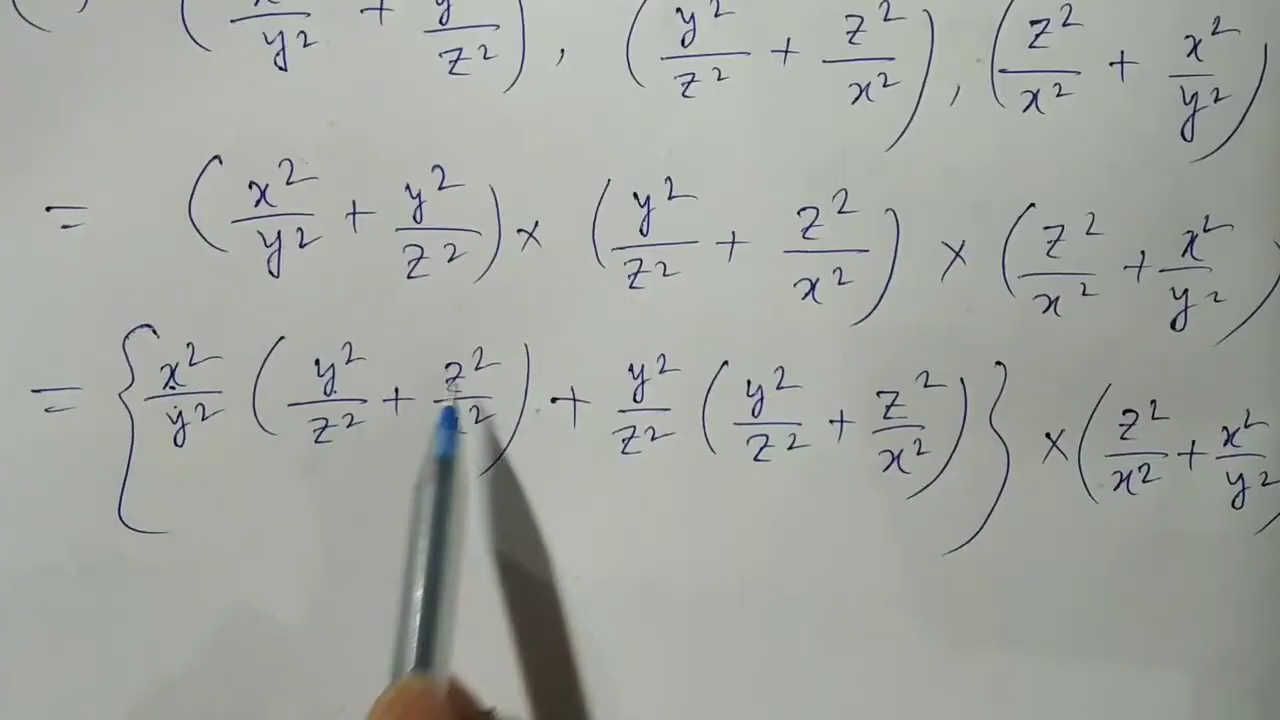 ( ) (x²/y² + y²/z²), (y²/z² + z²/x²), (z²/x² + x²/y²)
= (x²/y² + y²/z²) × (y²/z² + z²/x²) × (z²/x² + x²/y²)
= {x²/y² (y²/z² + z²/x²) + y²/z² (y²/z² + z²/x²)} × (z²/x² + x²/y²)